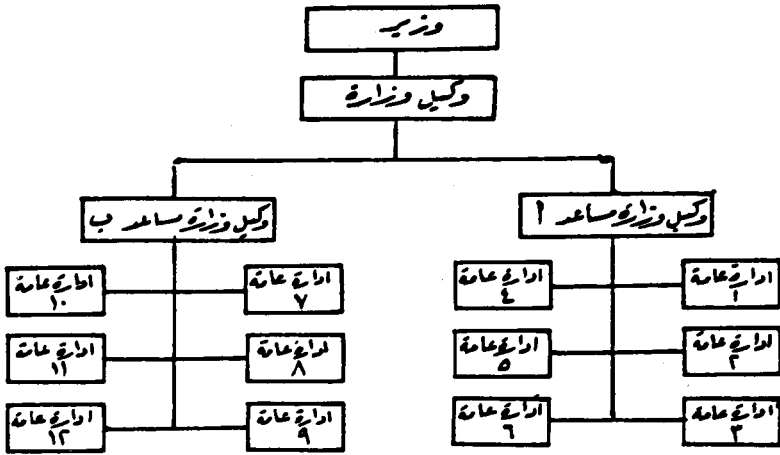 وزير
وكيل وزارة
وكيل وزارة مساعد أ
وكيل وزارة مساعد ب
ادارة عامة
١
ادارة عامة
٤
ادارة عامة
٧
ادارة عامة
١٠
ادارة عامة
٢
ادارة عامة
٥
ادارة عامة
٨
ادارة عامة
١١
ادارة عامة
٣
ادارة عامة
٦
ادارة عامة
٩
ادارة عامة
١٢